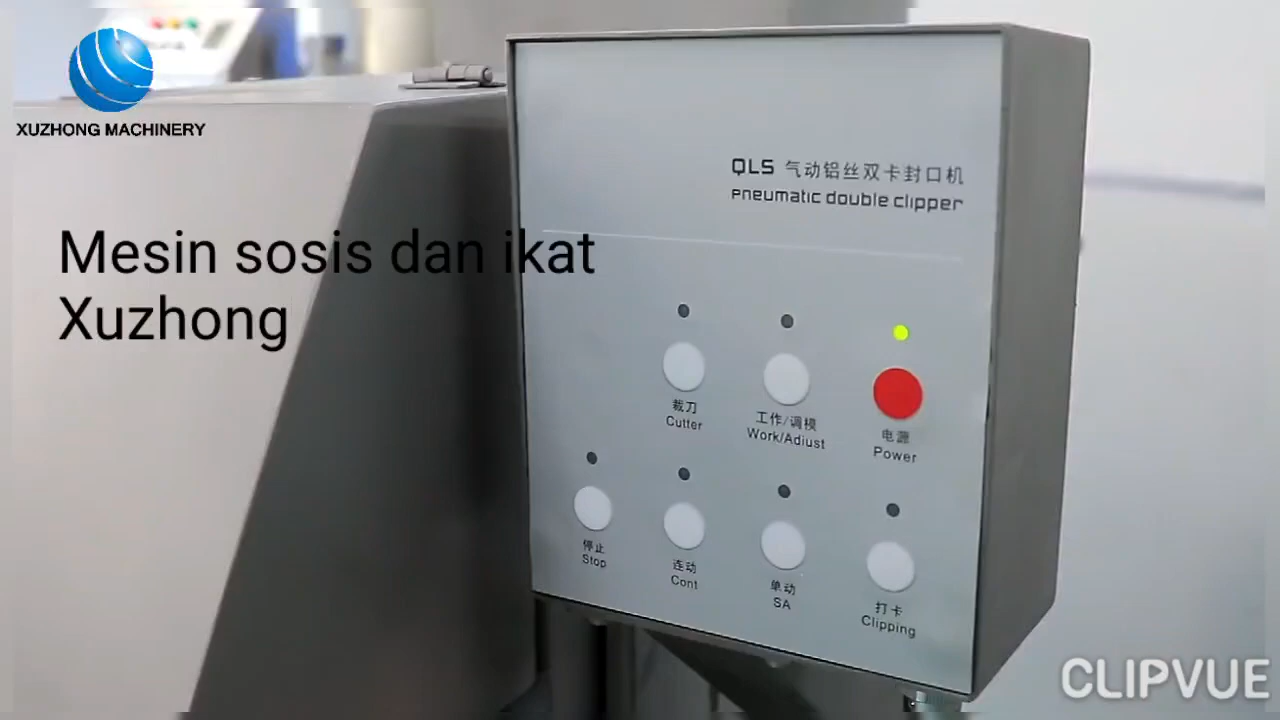 XUZHONG MACHINERY
Mesin sosis dan ikat
Xuzhong
QLS 气动铝丝双卡封口机
Pneumatic double clipper
裁刀
Cutter
工作/调模
Work/Adiust
电源
Power
停止
Stop
连动
Cont
单动
SA
打卡
Clipping
CLIPVUE